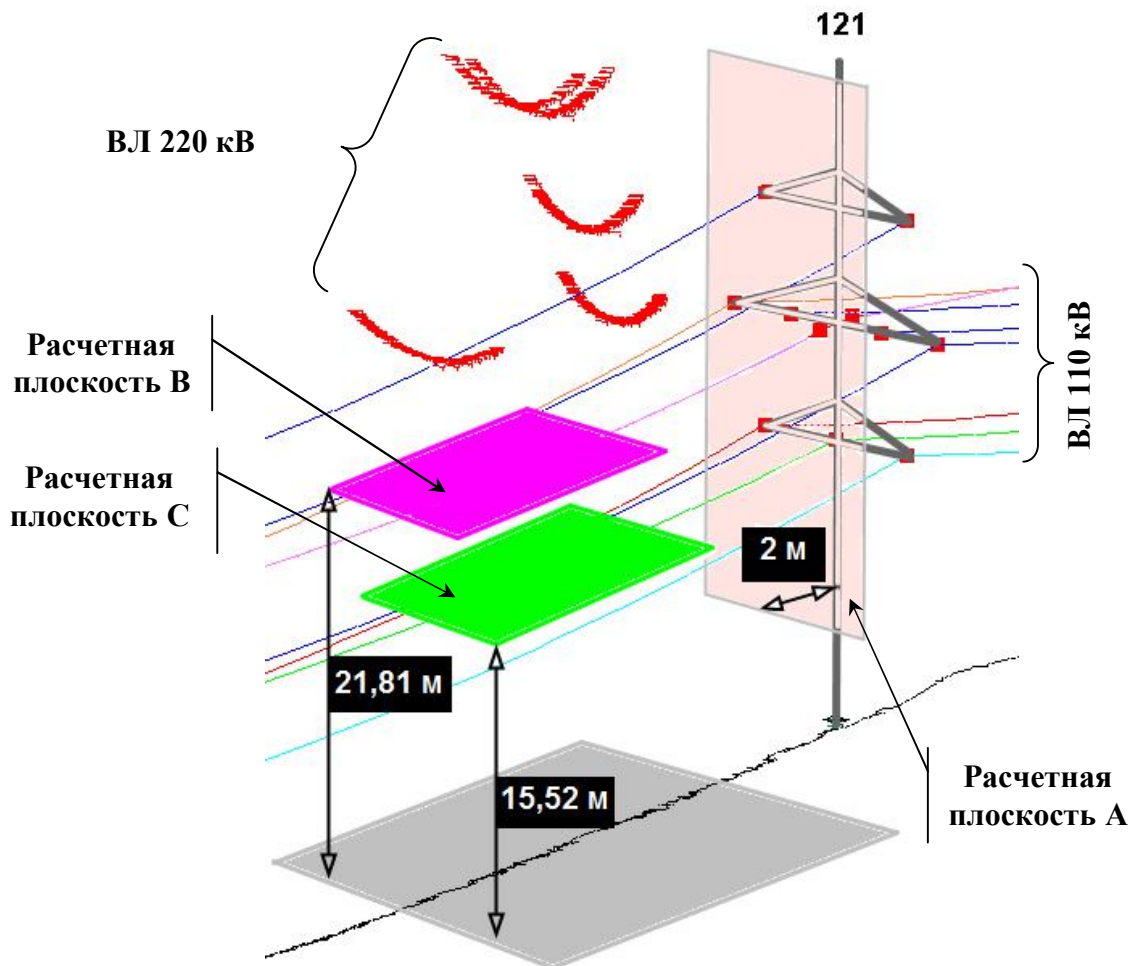 121
ВЛ 220 кВ
Расчетная
плоскость В
ВЛ 110 кВ
Расчетная
плоскость С
2 м
21,81 м
15,52 м
Расчетная
плоскость А